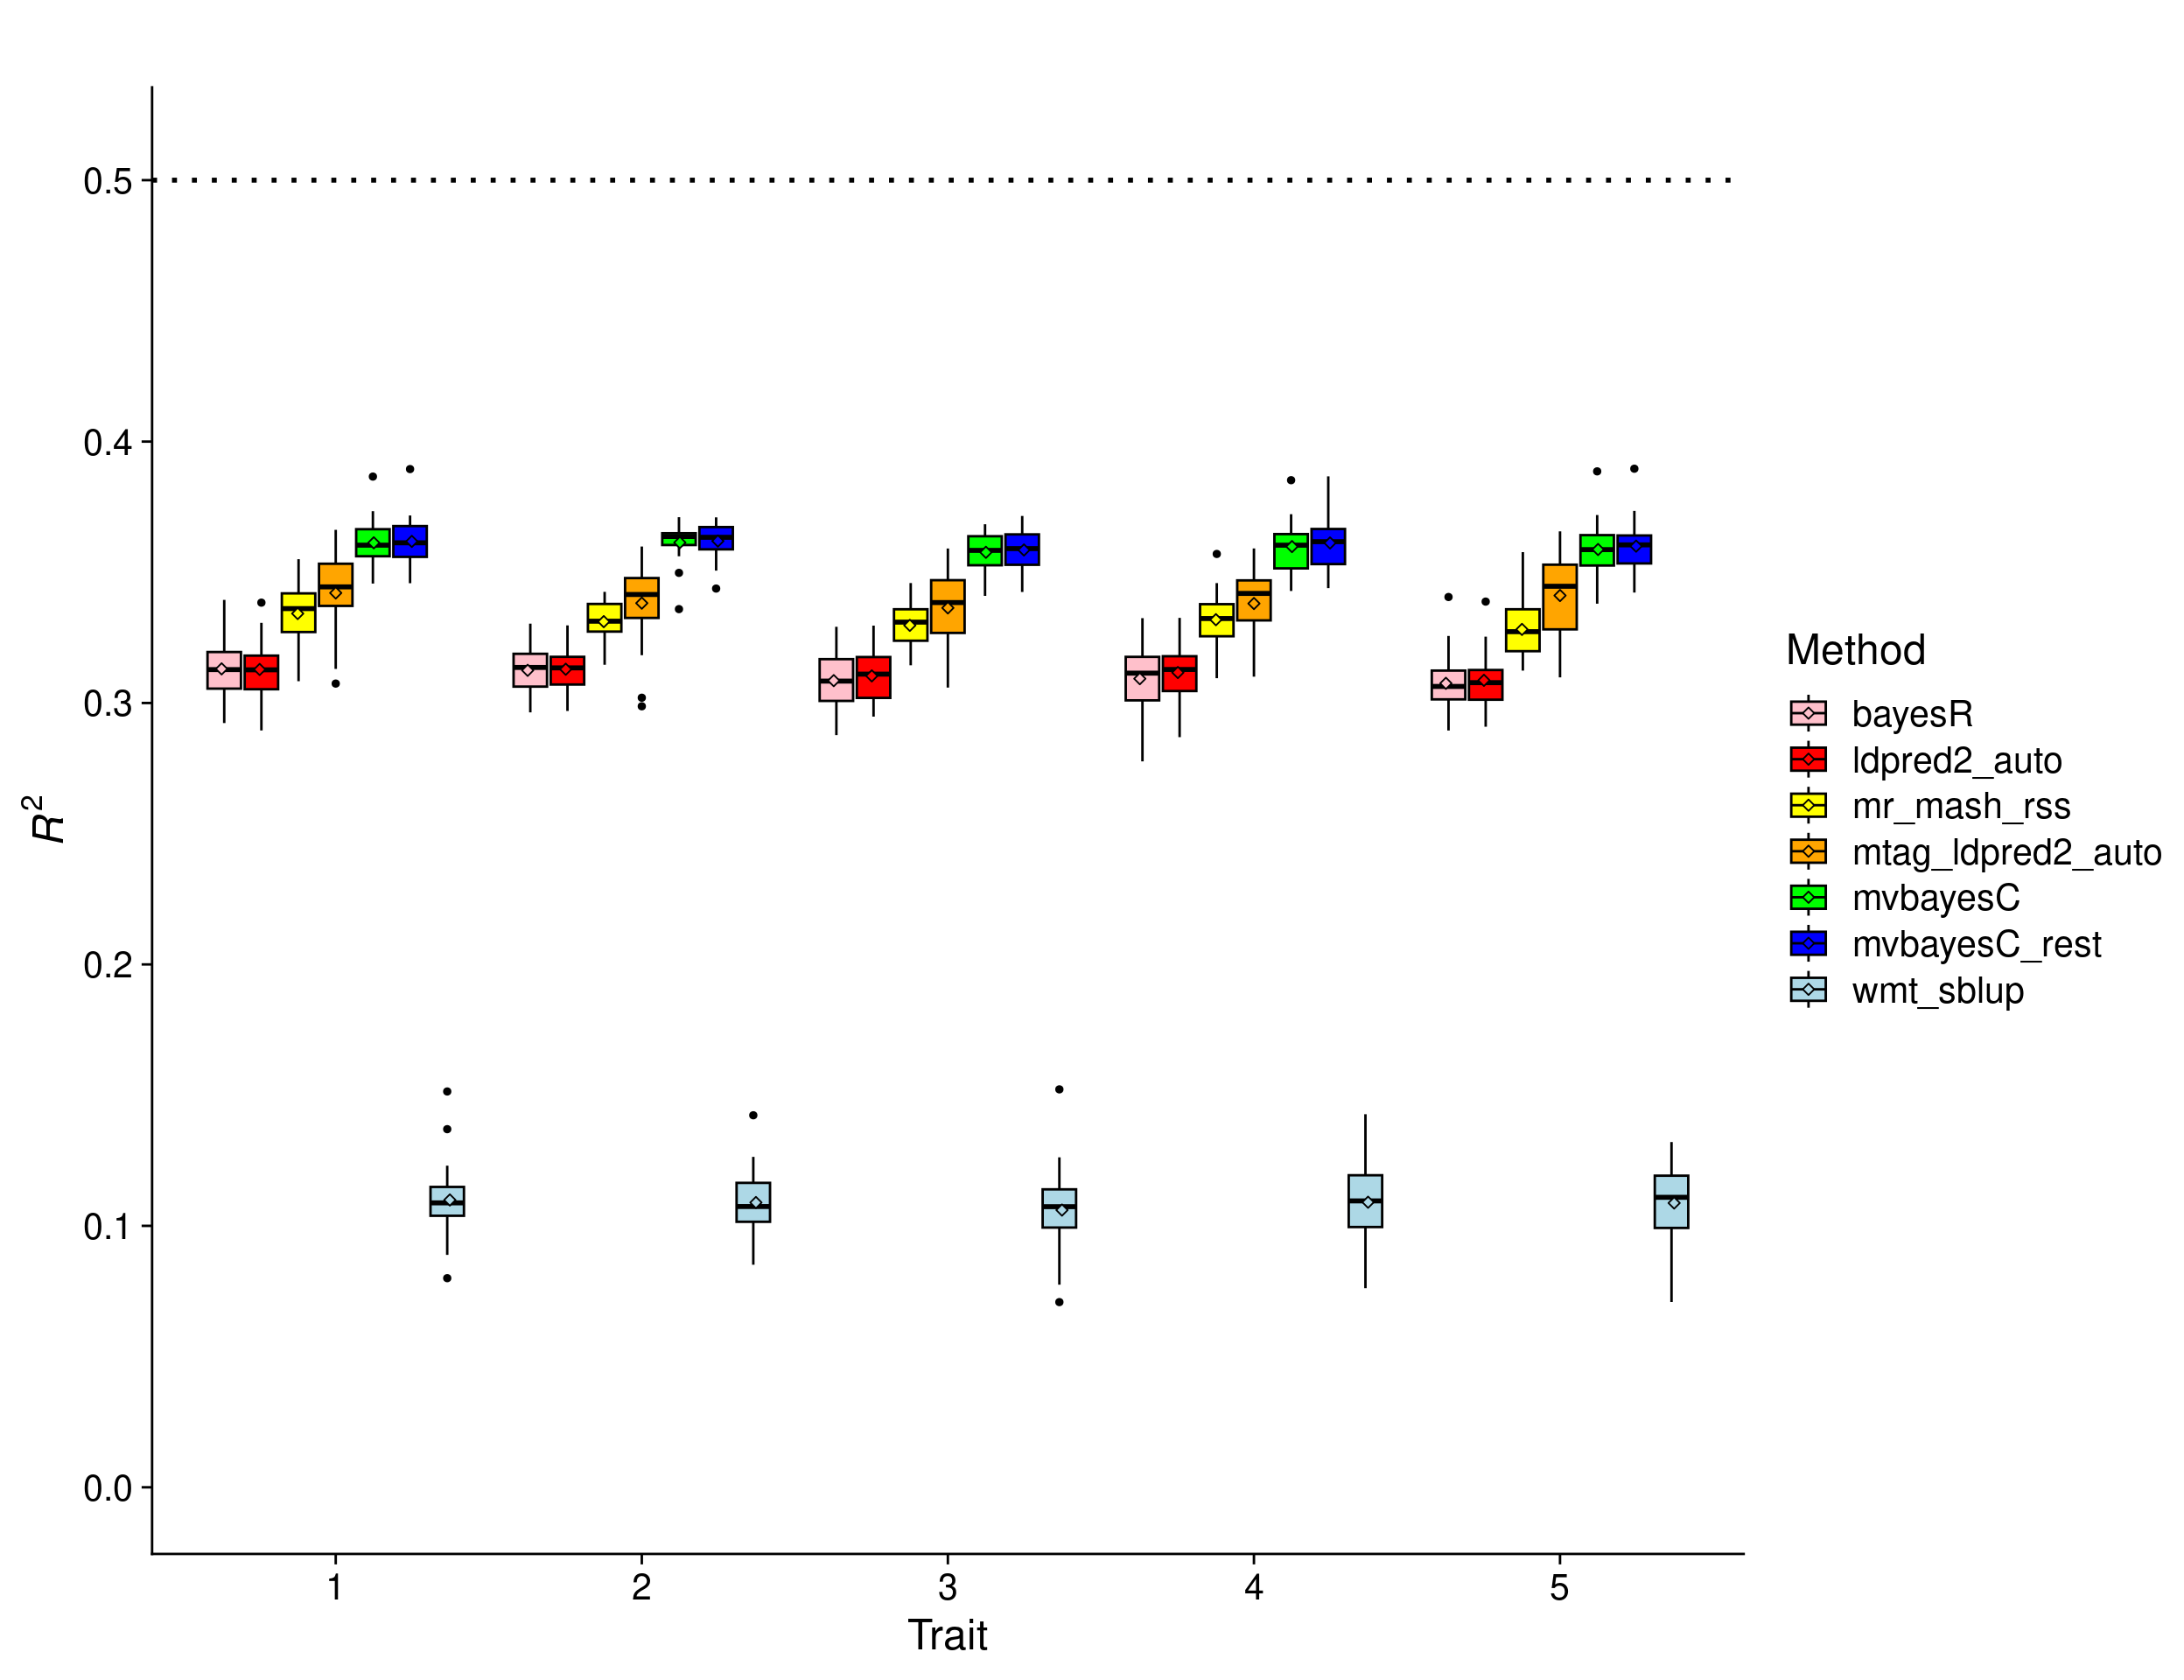 0.5
0.4
0.3
0.2
0.1
0.0
R²
1 2 3 4 5
Trait
Method
bayesR
ldpred2_auto
mr_mash_rss
mtag_ldpred2_auto
mvbayesC
mvbayesC_rest
wmt_sblup